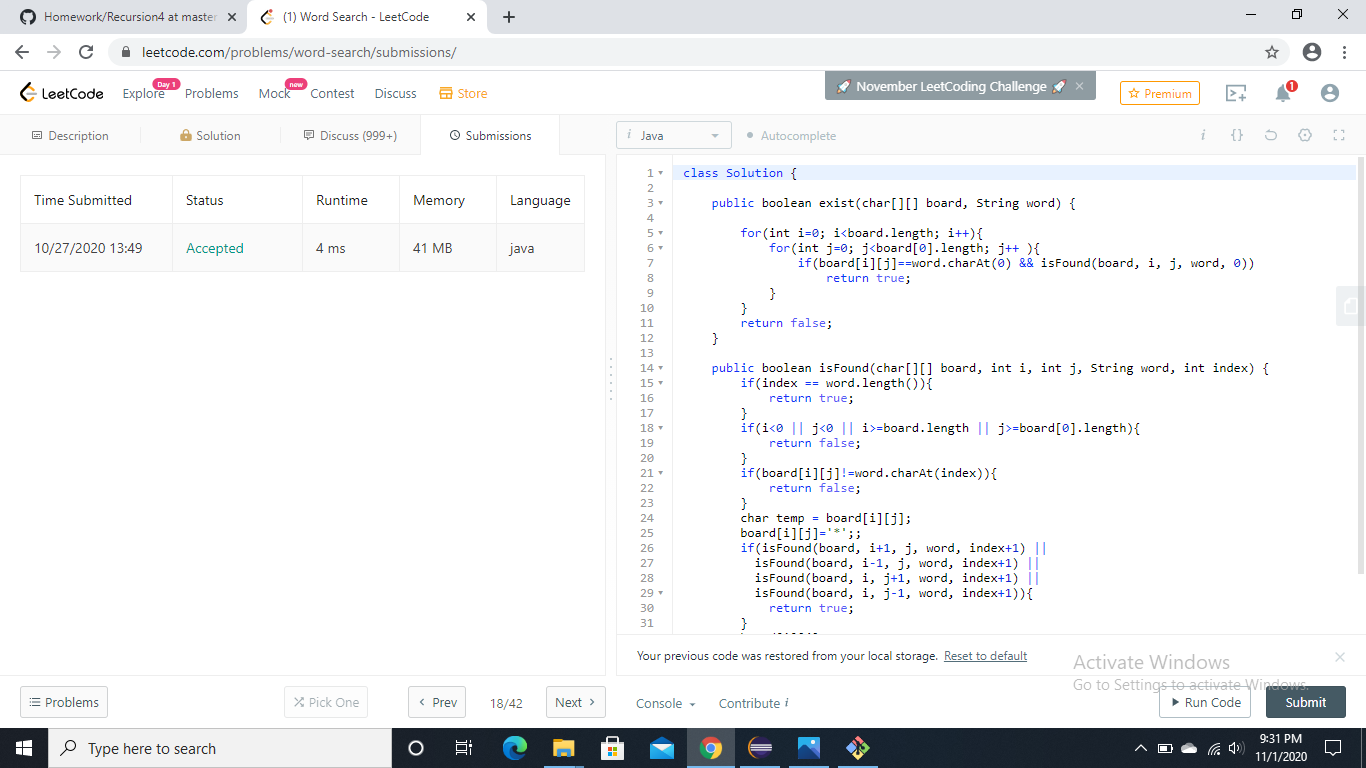 Homework/Recursion4 at master
(1) Word Search - LeetCode
leetcode.com/problems/word-search/submissions/
LeetCode
Explore
Day 1
Problems
Mock
new
Contest
Discuss
Store
November LeetCoding Challenge
Premium
1
Description
Solution
Discuss (999+)
Submissions
i Java
Autocomplete
Time Submitted Status Runtime Memory Language
10/27/2020 13:49 Accepted 4 ms 41 MB java
1 class Solution {
2
3 public boolean exist(char[][] board, String word) {
4
5 for(int i=0; i<board.length; i++){
6 for(int j=0; j<board[0].length; j++ ){
7 if(board[i][j]==word.charAt(0) && isFound(board, i, j, word, 0))
8 return true;
9 }
10 }
11 return false;
12 }
13
14 public boolean isFound(char[][] board, int i, int j, String word, int index) {
15 if(index == word.length()){
16 return true;
17 }
18 if(i<0 || j<0 || i>=board.length || j>=board[0].length){
19 return false;
20 }
21 if(board[i][j]!=word.charAt(index)){
22 return false;
23 }
24 char temp = board[i][j];
25 board[i][j]='*';;
26 if(isFound(board, i+1, j, word, index+1) ||
27 isFound(board, i-1, j, word, index+1) ||
28 isFound(board, i, j+1, word, index+1) ||
29 isFound(board, i, j-1, word, index+1)){
30 return true;
31 }
Your previous code was restored from your local storage. Reset to default
Activate Windows
Go to Settings to activate Windows.
Problems
Pick One
Prev
18/42
Next
Console
Contribute i
Run Code
Submit
Type here to search
9:31 PM
11/1/2020